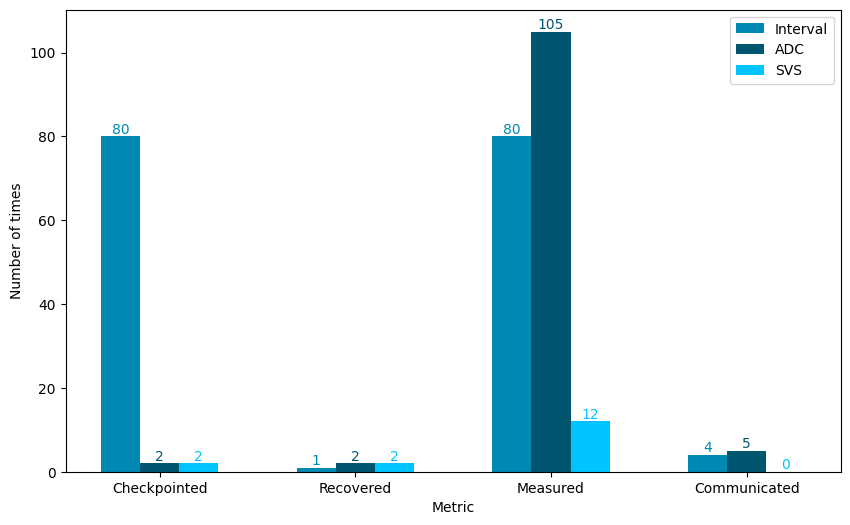 105
100
80
80
80
60
40
20
0
2
2
1
2
2
12
4
5
0
Interval
ADC
SVS
Number of times
Checkpointed
Recovered
Measured
Communicated
Metric